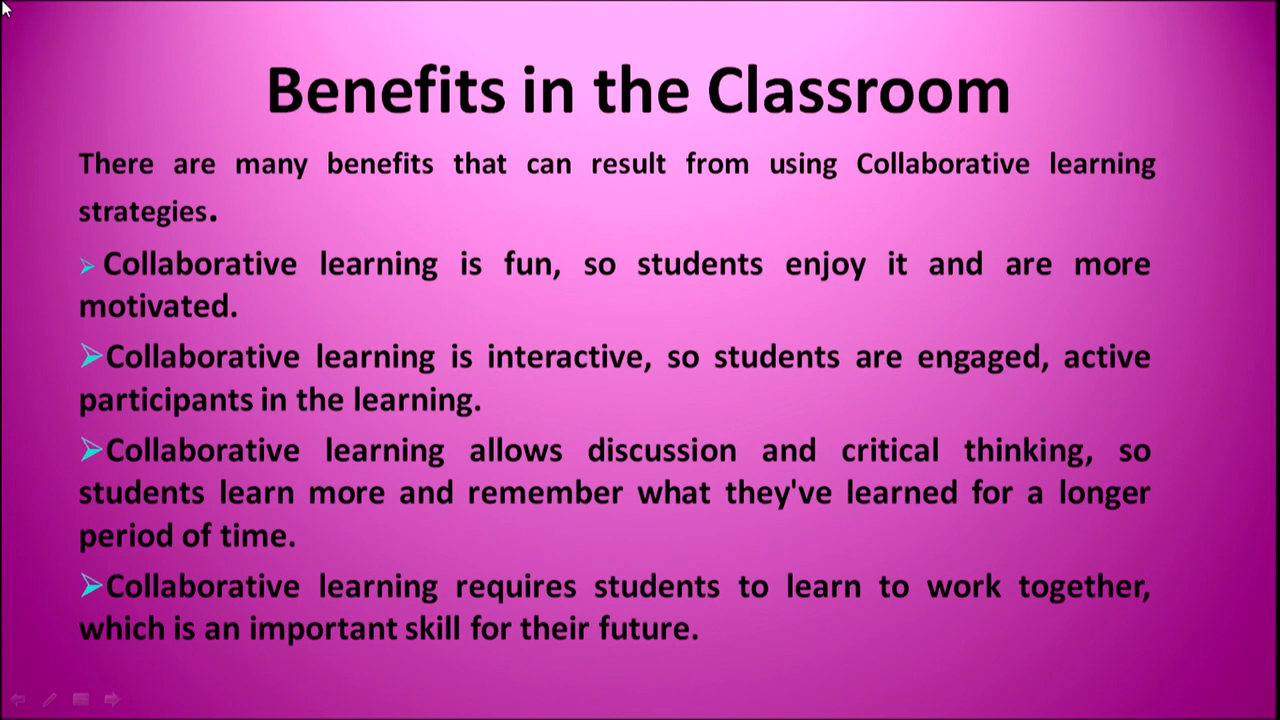 Benefits in the Classroom
There are many benefits that can result from using Collaborative learning
strategies.
➢ Collaborative learning is fun, so students enjoy it and are more
motivated.
➢Collaborative learning is interactive, so students are engaged, active
participants in the learning.
➢Collaborative learning allows discussion and critical thinking, so
students learn more and remember what they've learned for a longer
period of time.
➢Collaborative learning requires students to learn to work together,
which is an important skill for their future.